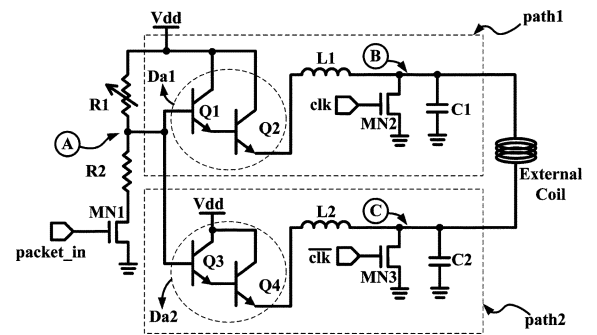 Vdd
path1
Da1
L1
B
R1
Q1
clk
Q2
MN2
C1
A
R2
External
Coil
Vdd
MN1
L2
C
packet_in
Q3
clk
Q4
MN3
C2
Da2
path2